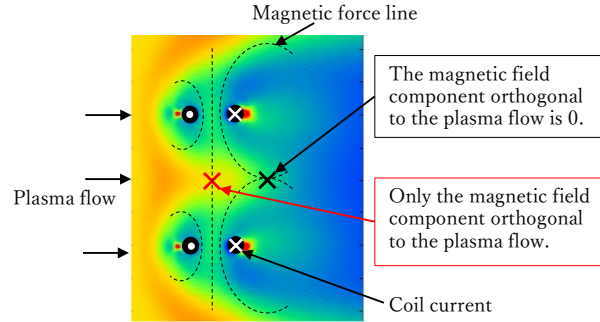 Magnetic force line
The magnetic field
component orthogonal
to the plasma flow is 0.
Plasma flow
Only the magnetic field
component orthogonal
to the plasma flow.
Coil current